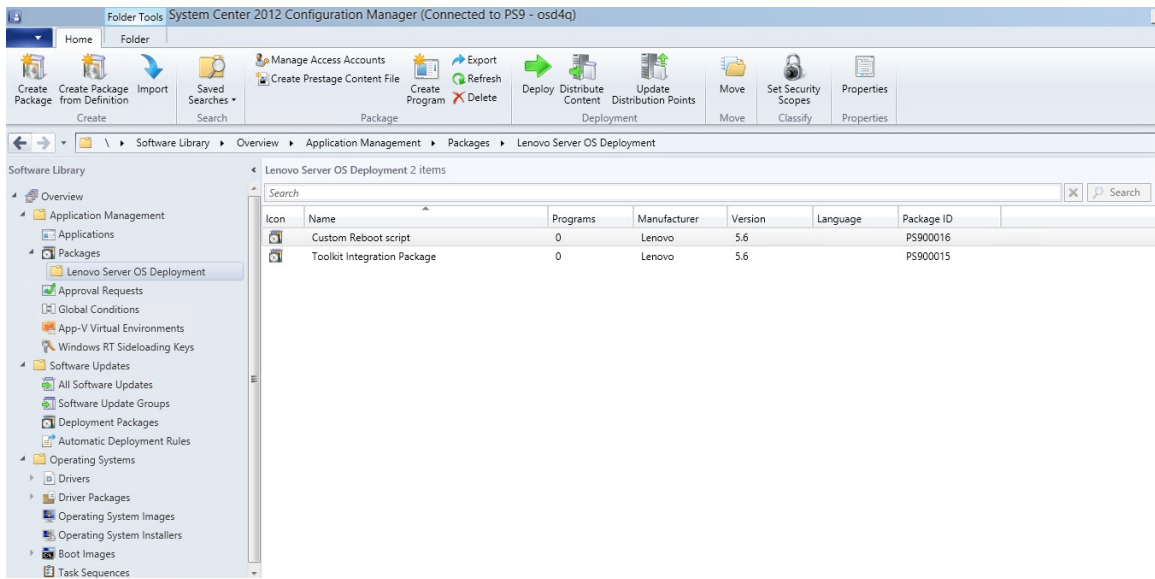 Folder Tools System Center 2012 Configuration Manager (Connected to PS9 - osd4q)
Home Folder
Create Package
Create Package from Definition
Import
Saved Searches
Manage Access Accounts
Create Prestage Content File
Create Program
Export
Refresh
Delete
Deploy
Distribute Content
Update Distribution Points
Move
Set Security Scopes
Properties
Create Search Package Deployment Move Classify Properties
\ Software Library Overview Application Management Packages Lenovo Server OS Deployment
Software Library
Overview
Application Management
Applications
Packages
Lenovo Server OS Deployment
Approval Requests
Global Conditions
App-V Virtual Environments
Windows RT Sideloading Keys
Software Updates
All Software Updates
Software Update Groups
Deployment Packages
Automatic Deployment Rules
Operating Systems
Drivers
Driver Packages
Operating System Images
Operating System Installers
Boot Images
Task Sequences
Lenovo Server OS Deployment 2 items
Search Search
Icon Name Programs Manufacturer Version Language Package ID
Custom Reboot script 0 Lenovo 5.6 PS900016
Toolkit Integration Package 0 Lenovo 5.6 PS900015